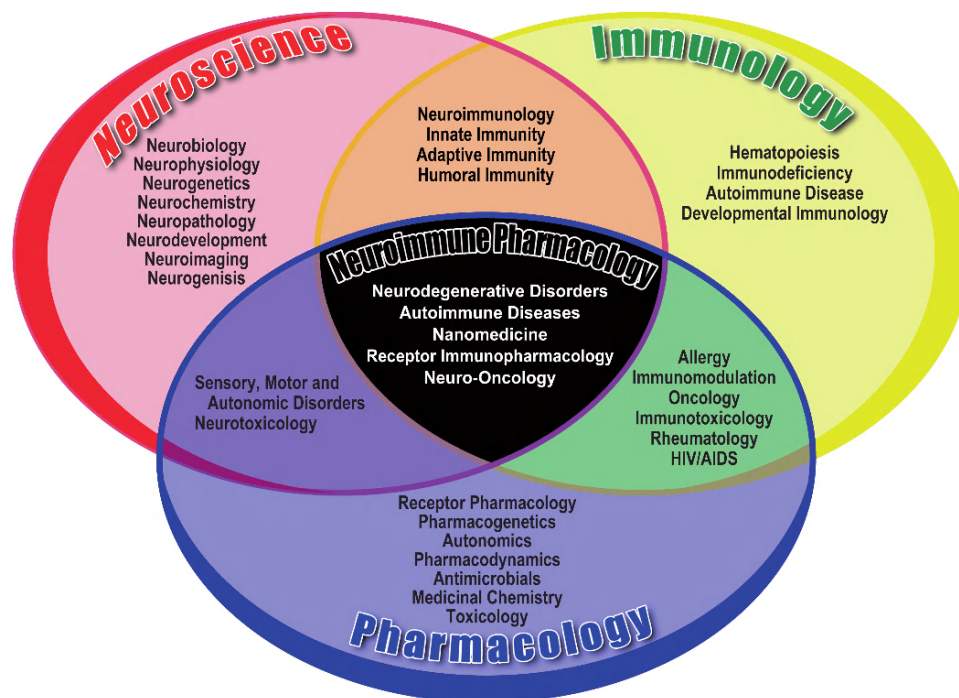 Neuroscience
Immunology
Neurobiology
Neurophysiology
Neurogenetics
Neurochemistry
Neuropathology
Neurodevelopment
Neuroimaging
Neurogenisis
Neuroimmunology
Innate Immunity
Adaptive Immunity
Humoral Immunity
Hematopoiesis
Immunodeficiency
Autoimmune Disease
Developmental Immunology
Neuroimmune Pharmacology
Neurodegenerative Disorders
Autoimmune Diseases
Nanomedicine
Receptor Immunopharmacology
Neuro-Oncology
Sensory, Motor and
Autonomic Disorders
Neurotoxicology
Allergy
Immunomodulation
Oncology
Immunotoxicology
Rheumatology
HIV/AIDS
Receptor Pharmacology
Pharmacogenetics
Autonomics
Pharmacodynamics
Antimicrobials
Medicinal Chemistry
Toxicology
Pharmacology